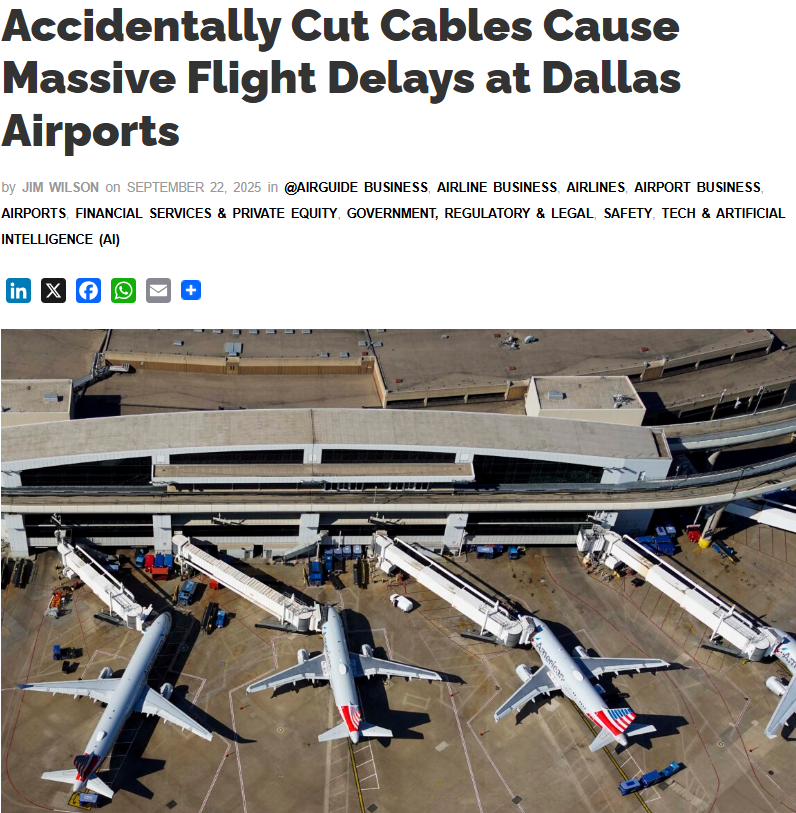 Accidentally Cut Cables Cause
Massive Flight Delays at Dallas
Airports
by JIM WILSON on SEPTEMBER 22, 2025 in @AIRGUIDE BUSINESS, AIRLINE BUSINESS, AIRLINES, AIRPORT BUSINESS,
AIRPORTS, FINANCIAL SERVICES & PRIVATE EQUITY, GOVERNMENT, REGULATORY & LEGAL, SAFETY, TECH & ARTIFICIAL
INTELLIGENCE (AI)
in X f
American
American